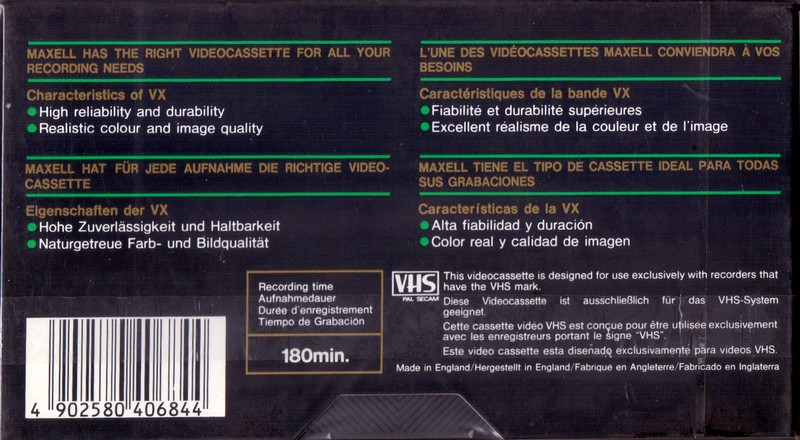 MAXELL HAS THE RIGHT VIDEOCASSETTE FOR ALL YOUR
RECORDING NEEDS
Characteristics of VX
● High reliability and durability
● Realistic colour and image quality
L'UNE DES VIDÉOCASSETTES MAXELL CONVIENDRA À VOS
BESOINS
Caractéristiques de la bande VX
● Fiabilité et durabilité supérieures
● Excellent réalisme de la couleur et de l'image
MAXELL HAT FÜR JEDE AUFNAHME DIE RICHTIGE VIDEO-
CASSETTE
Eigenschaften der VX
● Hohe Zuverlässigkeit und Haltbarkeit
● Naturgetreue Farb- und Bildqualität
MAXELL TIENE EL TIPO DE CASSETTE IDEAL PARA TODAS
SUS GRABACIONES
Características de la VX
● Alta fiabilidad y duración
● Color real y calidad de imagen
Recording time
Aufnahmedauer
Durée d'enregistrement
Tiempo de Grabación
180min.
VHS
PAL SECAM
This videocassette is designed for use exclusively with recorders that
have the VHS mark.
Diese Videocassette ist ausschließlich für das VHS-System
geeignet.
Cette cassette vidéo VHS est conçue pour être utilisée exclusivement
avec les enregistreurs portant le signe "VHS".
Este video cassette esta disenado exclusivamente para videos VHS.
Made in England/Hergestellt in England/Fabriqué en Angleterre/Fabricado en Inglaterra
4 902580 406844